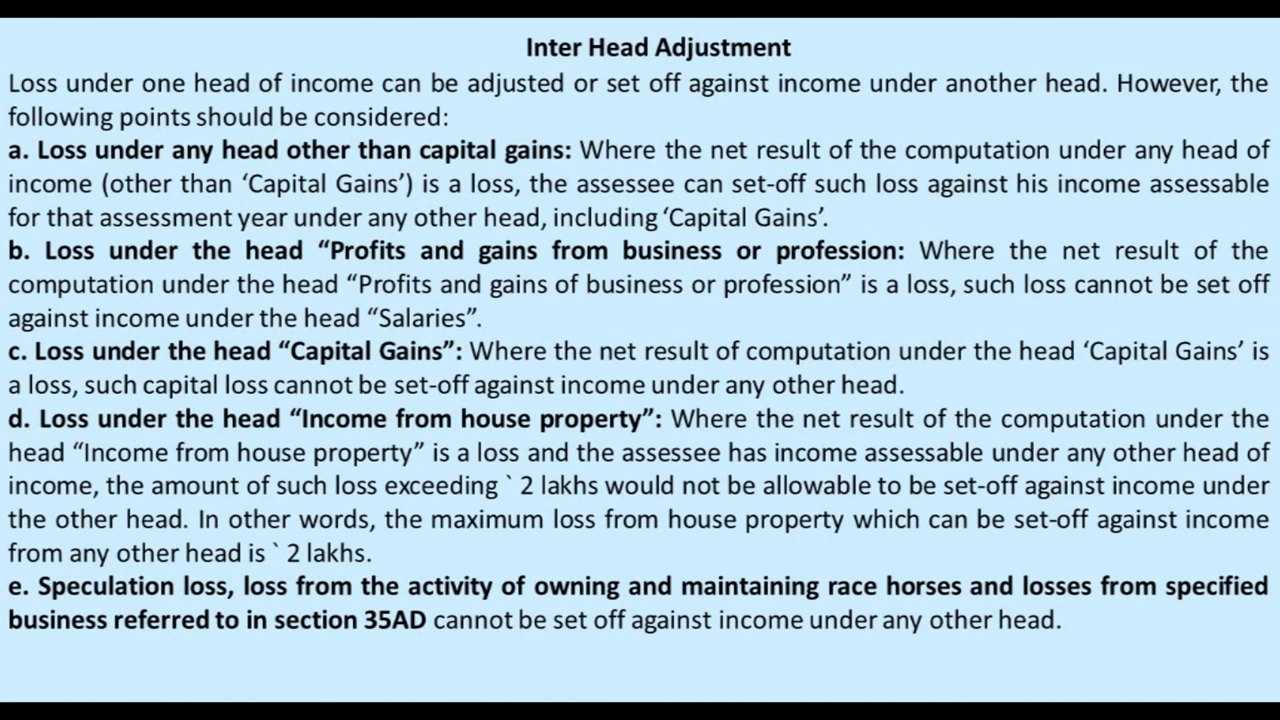 Inter Head Adjustment
Loss under one head of income can be adjusted or set off against income under another head. However, the
following points should be considered:
a. Loss under any head other than capital gains: Where the net result of the computation under any head of
income (other than ‘Capital Gains’) is a loss, the assessee can set-off such loss against his income assessable
for that assessment year under any other head, including ‘Capital Gains’.
b. Loss under the head “Profits and gains from business or profession: Where the net result of the
computation under the head “Profits and gains of business or profession” is a loss, such loss cannot be set off
against income under the head “Salaries”.
c. Loss under the head “Capital Gains”: Where the net result of computation under the head ‘Capital Gains’ is
a loss, such capital loss cannot be set-off against income under any other head.
d. Loss under the head “Income from house property”: Where the net result of the computation under the
head “Income from house property” is a loss and the assessee has income assessable under any other head of
income, the amount of such loss exceeding ` 2 lakhs would not be allowable to be set-off against income under
the other head. In other words, the maximum loss from house property which can be set-off against income
from any other head is ` 2 lakhs.
e. Speculation loss, loss from the activity of owning and maintaining race horses and losses from specified
business referred to in section 35AD cannot be set off against income under any other head.